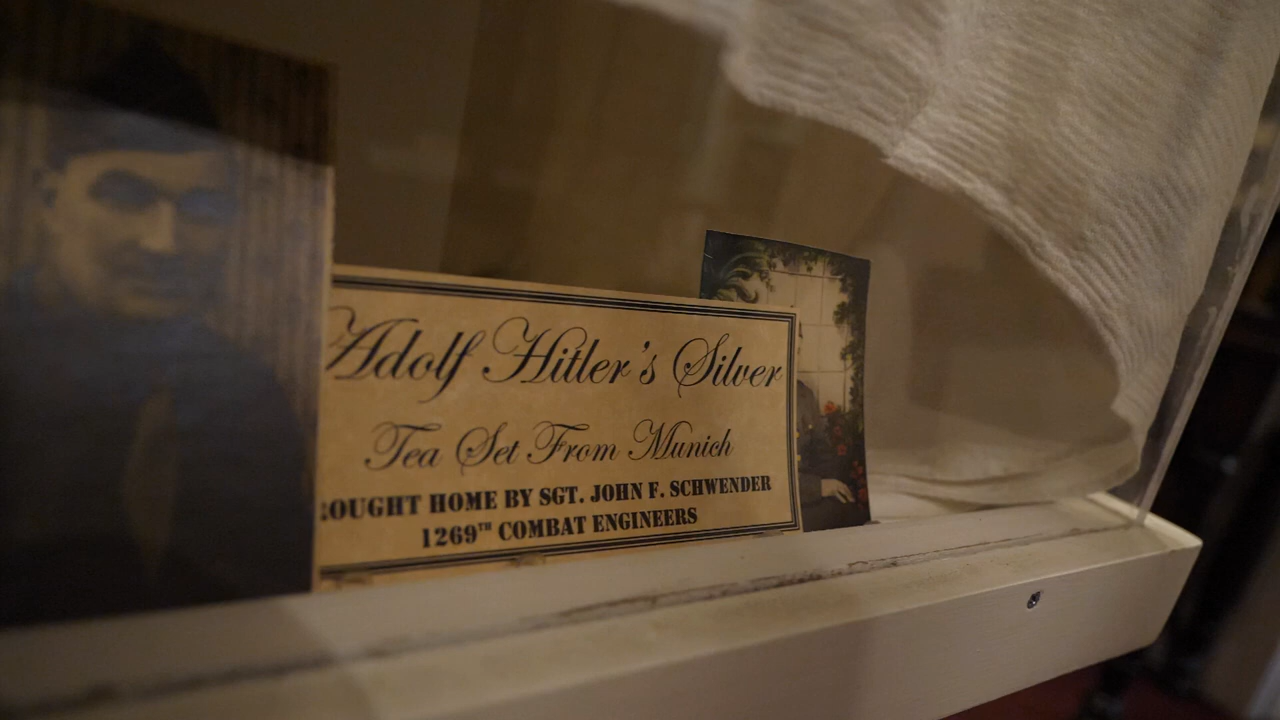 Adolf Hitler's Silver
Tea Set From Munich
ROUGHT HOME BY SGT. JOHN F. SCHWENDER
1269TH COMBAT ENGINEERS